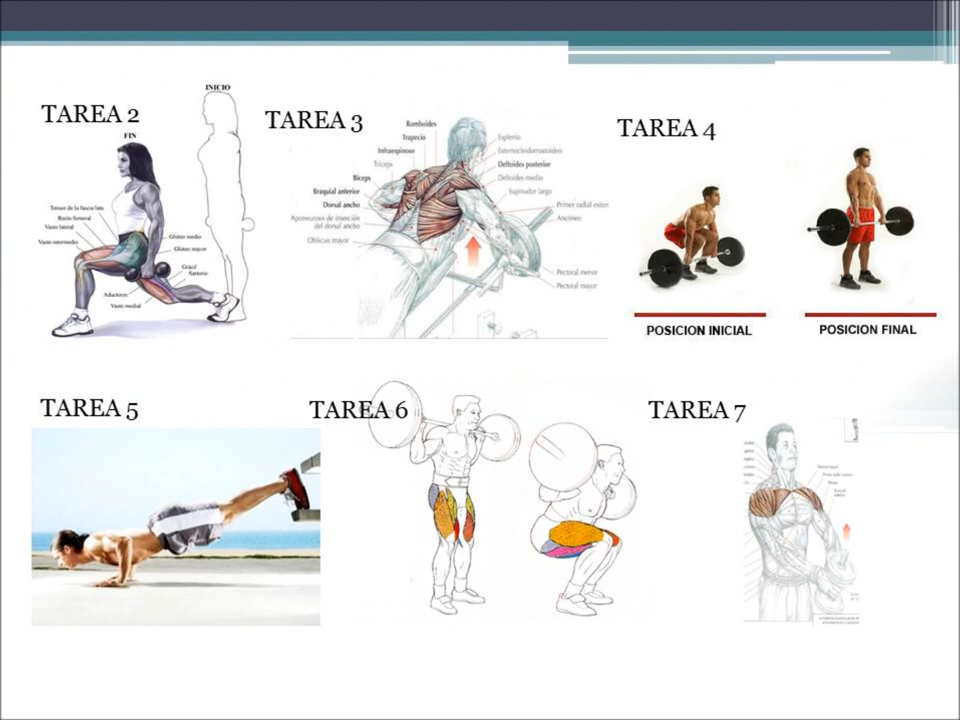 TAREA 2
INICIO
FIN
Tensor de la fascia lata
Recto femoral
Vasto lateral
Vasto intermedio
Glúteo medio
Glúteo mayor
Grácil
Sartorio
Aductores
Vasto medial
TAREA 3
Romboides
Trapecio
Infraespinoso
Tríceps
Bíceps
Braquial anterior
Dorsal ancho
Aponeurosis de inserción
del dorsal ancho
Oblicuo mayor
Esplenio
Esternocleidomastoideo
Deltoides posterior
Deltoides medio
Supinador largo
Primer radial exter
Ancóneo
Pectoral menor
Pectoral mayor
TAREA 4
POSICION INICIAL
POSICION FINAL
TAREA 5
TAREA 6
TAREA 7